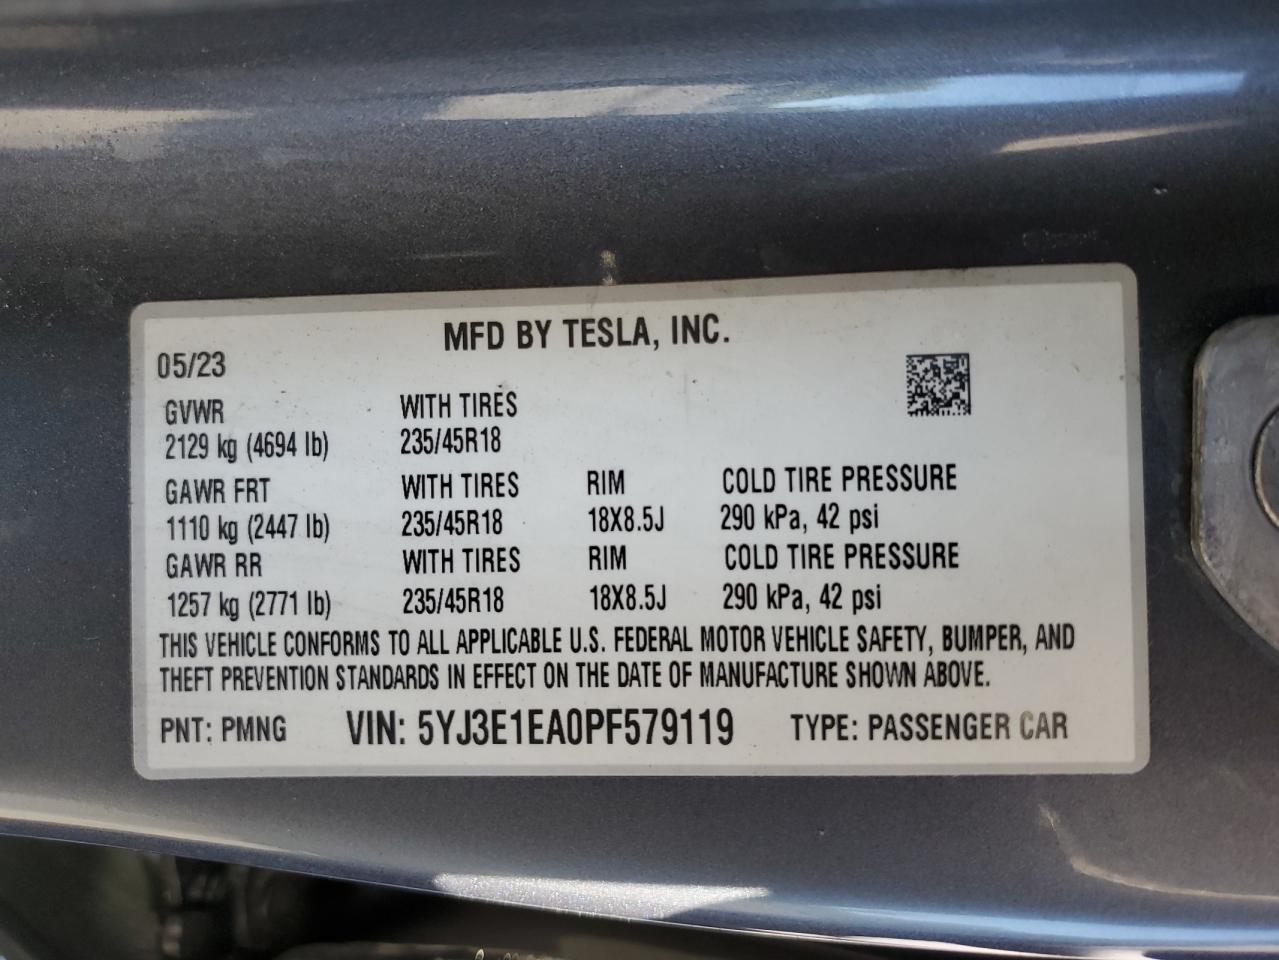 MFD BY TESLA, INC.
05/23
GVWR WITH TIRES
2129 kg (4694 lb) 235/45R18
GAWR FRT WITH TIRES RIM COLD TIRE PRESSURE
1110 kg (2447 lb) 235/45R18 18X8.5J 290 kPa, 42 psi
GAWR RR WITH TIRES RIM COLD TIRE PRESSURE
1257 kg (2771 lb) 235/45R18 18X8.5J 290 kPa, 42 psi
THIS VEHICLE CONFORMS TO ALL APPLICABLE U.S. FEDERAL MOTOR VEHICLE SAFETY, BUMPER, AND
THEFT PREVENTION STANDARDS IN EFFECT ON THE DATE OF MANUFACTURE SHOWN ABOVE.
PNT: PMNG VIN: 5YJ3E1EA0PF579119 TYPE: PASSENGER CAR